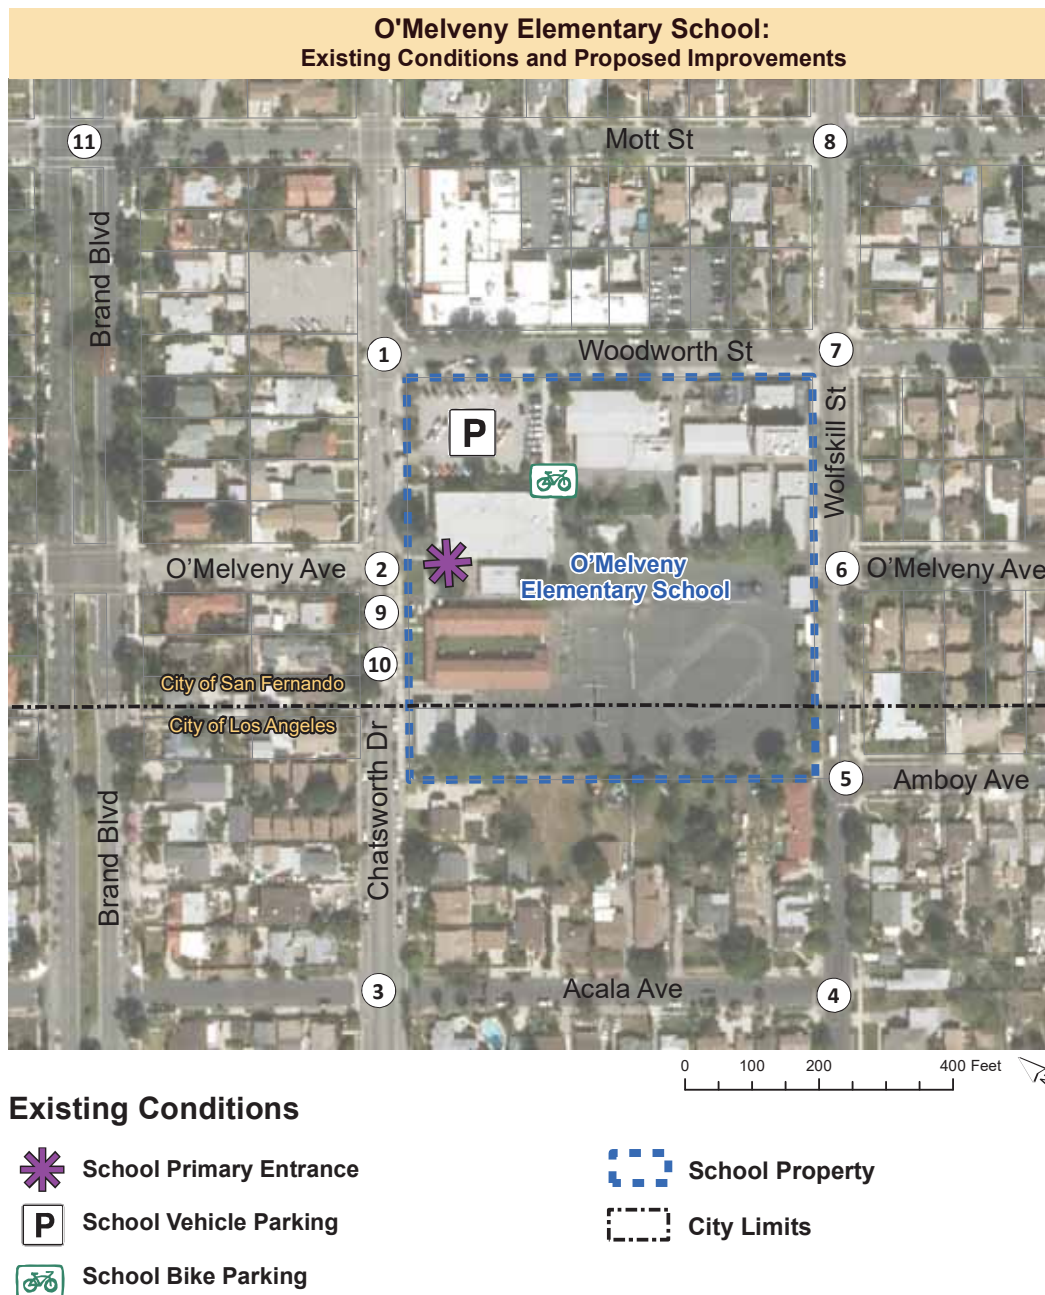 O'Melveny Elementary School:
Existing Conditions and Proposed Improvements
11
Mott St
8
Brand Blvd
1
Woodworth St
7
P
Wolfskill St
O’Melveny Ave
2
O’Melveny
Elementary School
6
O’Melveny Ave
9
10
City of San Fernando
City of Los Angeles
Chatsworth Dr
5
Amboy Ave
Brand Blvd
3
Acala Ave
4
0 100 200 400 Feet
Existing Conditions
School Primary Entrance
School Property
P
School Vehicle Parking
City Limits
School Bike Parking